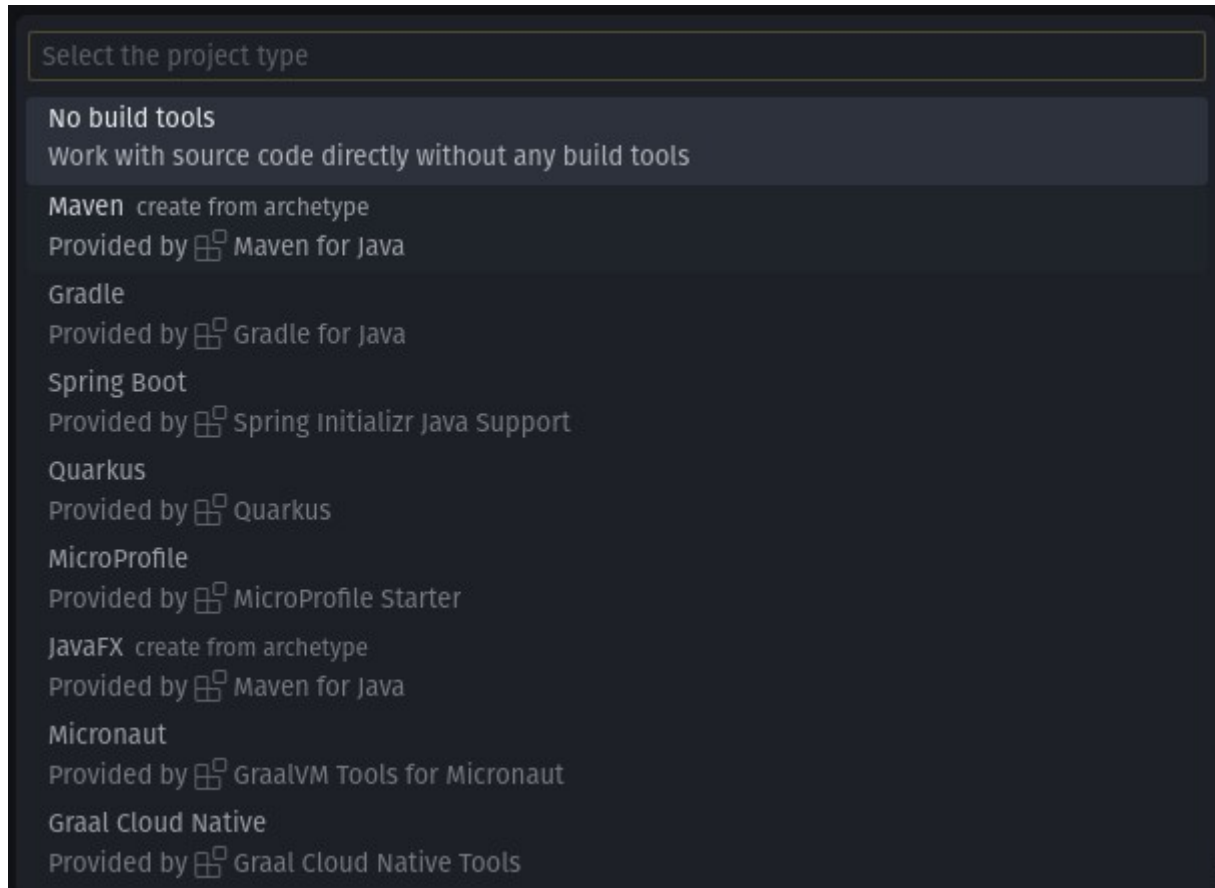 Select the project type
No build tools
Work with source code directly without any build tools
Maven create from archetype
Provided by Maven for Java
Gradle
Provided by Gradle for Java
Spring Boot
Provided by Spring Initializr Java Support
Quarkus
Provided by Quarkus
MicroProfile
Provided by MicroProfile Starter
JavaFX create from archetype
Provided by Maven for Java
Micronaut
Provided by GraalVM Tools for Micronaut
Graal Cloud Native
Provided by Graal Cloud Native Tools